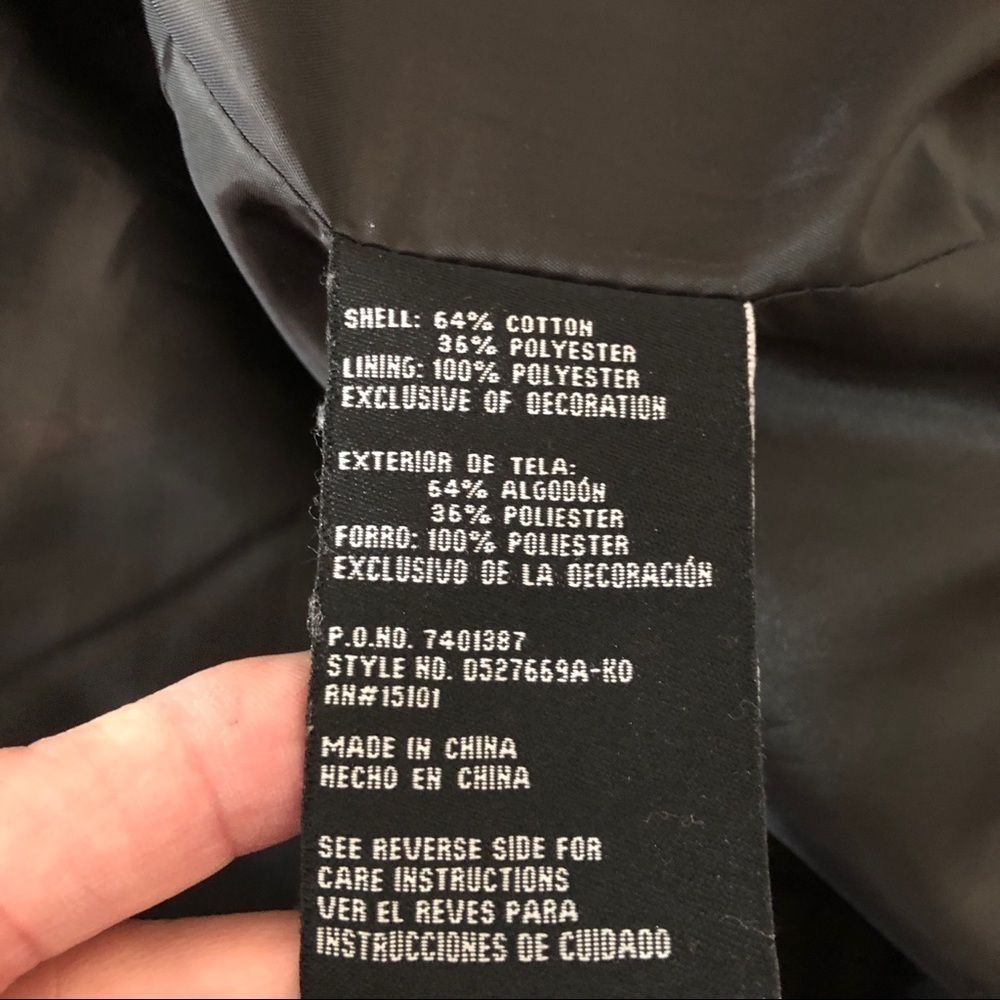 SHELL: 64% COTTON
36% POLYESTER
LINING: 100% POLYESTER
EXCLUSIVE OF DECORATION
EXTERIOR DE TELA:
64% ALGODÓN
36% POLIESTER
FORRO: 100% POLIESTER
EXCLUSIVO DE LA DECORACIÓN
P.O.NO. 7401387
STYLE NO. D527669A-KO
RN#15101
MADE IN CHINA
HECHO EN CHINA
SEE REVERSE SIDE FOR
CARE INSTRUCTIONS
VER EL REVES PARA
INSTRUCCIONES DE CUIDADO